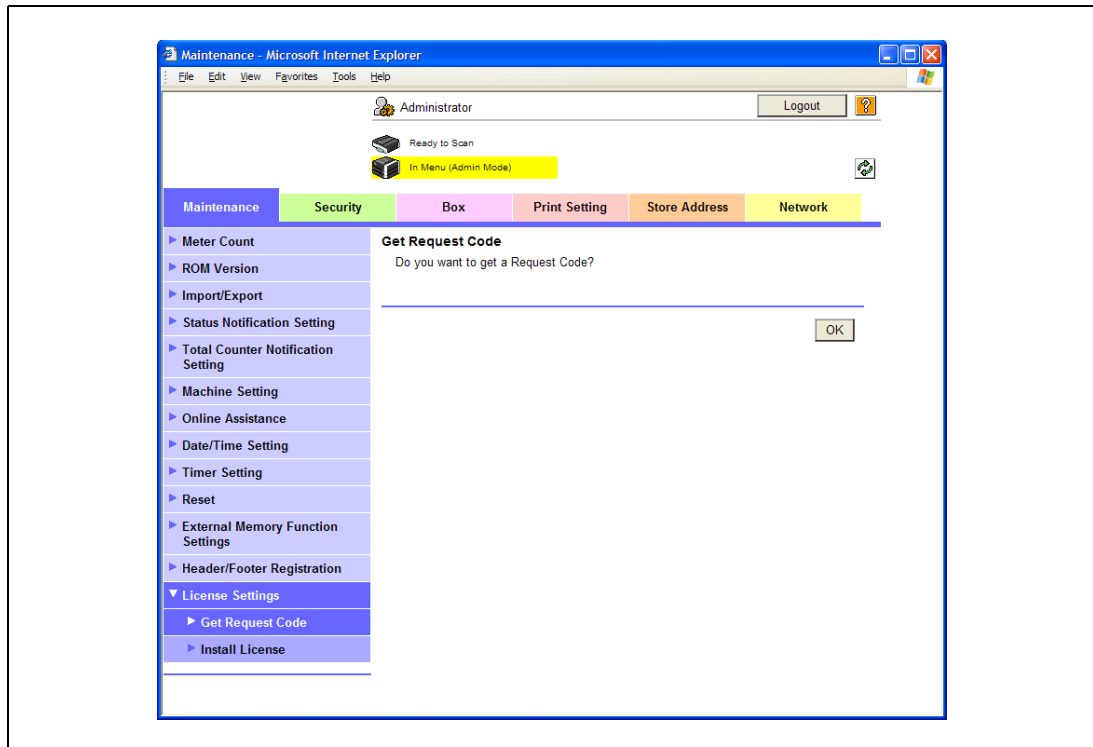 Maintenance - Microsoft Internet Explorer
File Edit View Favorites Tools Help
Administrator
Logout
?
Ready to Scan
In Menu (Admin Mode)
Maintenance Security Box Print Setting Store Address Network
Meter Count
ROM Version
Import/Export
Status Notification Setting
Total Counter Notification
Setting
Machine Setting
Online Assistance
Date/Time Setting
Timer Setting
Reset
External Memory Function
Settings
Header/Footer Registration
License Settings
Get Request Code
Install License
Get Request Code
Do you want to get a Request Code?
OK